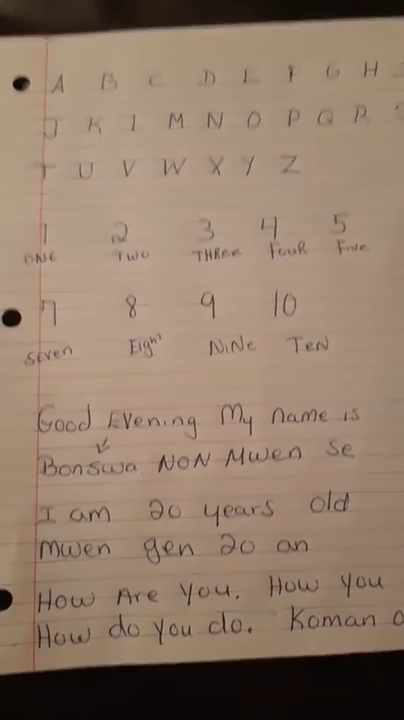 A B C D E F G H
J K L M N O P Q R
T U V W X Y Z
1 2 3 4 5
ONE TWO THREE FOUR Five
7 8 9 10
Seven Eight NiNe TeN
Good Evening My name is
Bonswa NON Mwen se
I am 20 years old
Mwen gen 20 an
How Are You. How you
How do you do. Koman